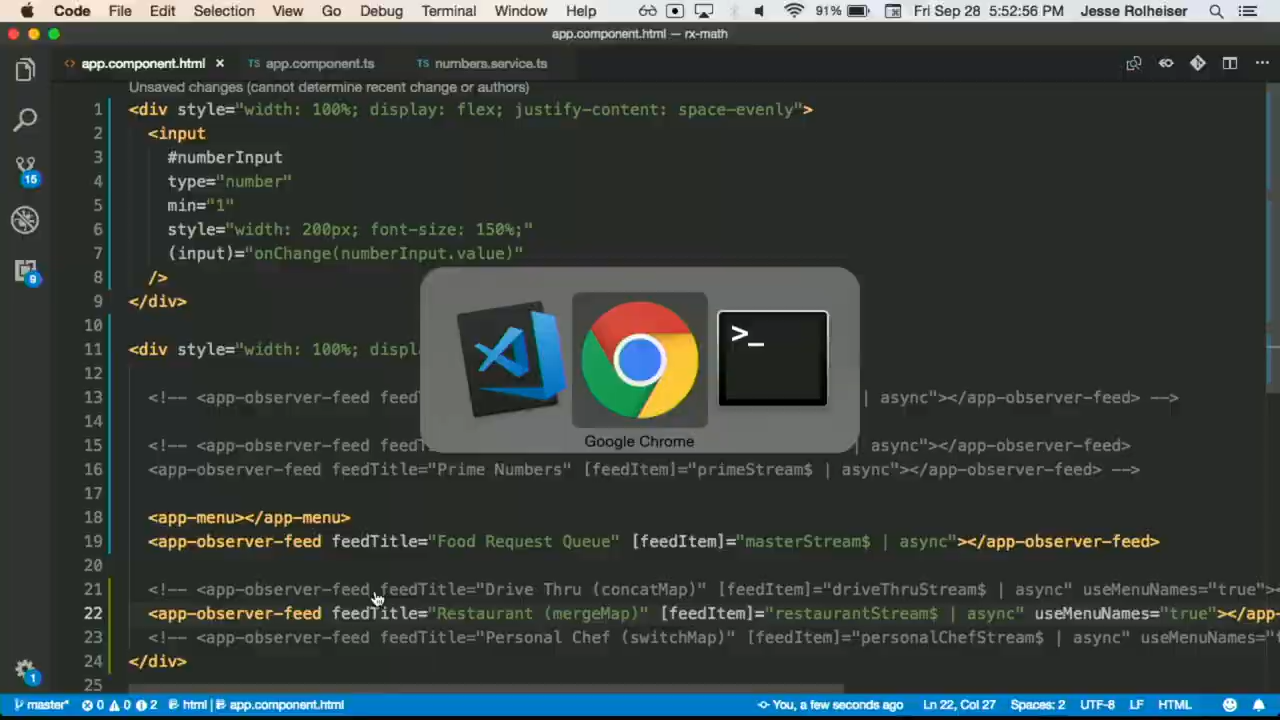 Code File Edit Selection View Go Debug Terminal Window Help 91% Fri Sep 28 5:52:56 PM Jesse Rolheiser
app.component.html — rx-math
<> app.component.html × TS app.component.ts TS numbers.service.ts
Unsaved changes (cannot determine recent change or authors)
1 <div style="width: 100%; display: flex; justify-content: space-evenly">
2 <input
3 #numberInput
4 type="number"
5 min="1"
6 style="width: 200px; font-size: 150%;"
7 (input)="onChange(numberInput.value)"
8 />
9 </div>
10
11 <div style="width: 100%; displ
12
13 <!-- <app-observer-feed feed | async"></app-observer-feed> -->
14
15 <!-- <app-observer-feed feed | async"></app-observer-feed>
16 <app-observer-feed feedTitle="Prime Numbers" [feedItem]="primeStream$ | async"></app-observer-feed> -->
17
18 <app-menu></app-menu>
19 <app-observer-feed feedTitle="Food Request Queue" [feedItem]="masterStream$ | async"></app-observer-feed>
20
21 <!-- <app-observer-feed feedTitle="Drive Thru (concatMap)" [feedItem]="driveThruStream$ | async" useMenuNames="true">
22 <app-observer-feed feedTitle="Restaurant (mergeMap)" [feedItem]="restaurantStream$ | async" useMenuNames="true"></app-
23 <!-- <app-observer-feed feedTitle="Personal Chef (switchMap)" [feedItem]="personalChefStream$ | async" useMenuNames="t
24 </div>
25
Google Chrome
>_
15
9
1
master* 0 0 2 html | app.component.html You, a few seconds ago Ln 22, Col 27 Spaces: 2 UTF-8 LF HTML